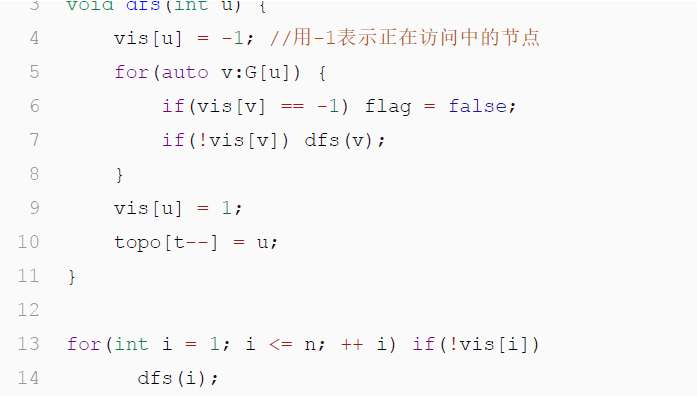 3 void dfs(int u) {
4 vis[u] = -1; //用-1表示正在访问中的节点
5 for(auto v:G[u]) {
6 if(vis[v] == -1) flag = false;
7 if(!vis[v]) dfs(v);
8 }
9 vis[u] = 1;
10 topo[t--] = u;
11 }
12
13 for(int i = 1; i <= n; ++ i) if(!vis[i])
14 dfs(i);